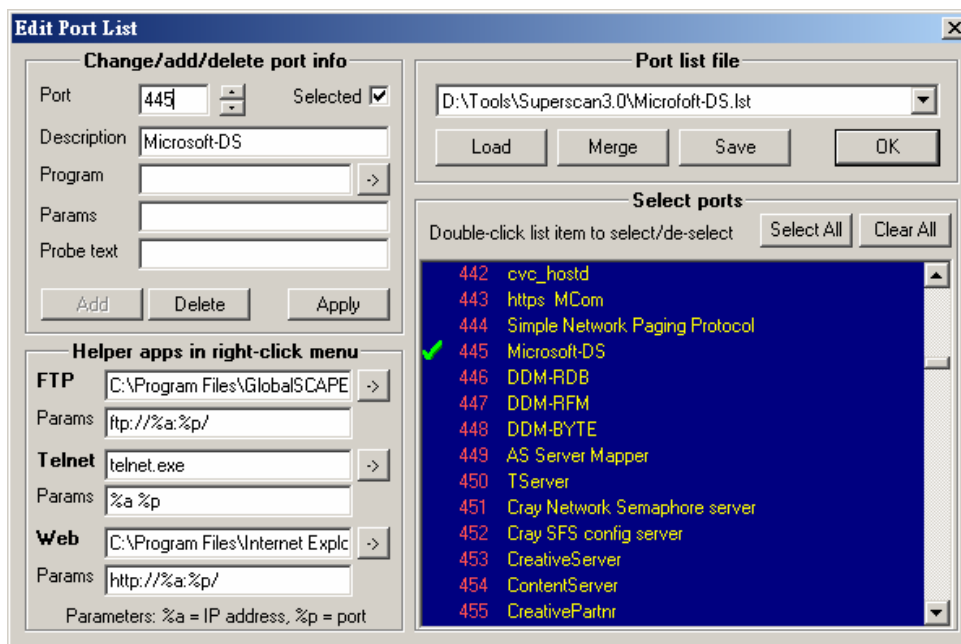 Edit Port List
Change/add/delete port info
Port 445 Selected
Description Microsoft-DS
Program ->
Params
Probe text
Add Delete Apply
Helper apps in right-click menu
FTP C:\Program Files\GlobalSCAPE ->
Params ftp://%a:%p/
Telnet telnet.exe ->
Params %a %p
Web C:\Program Files\Internet Explo ->
Params http://%a:%p/
Parameters: %a = IP address, %p = port
Port list file
D:\Tools\Superscan3.0\Microfoft-DS.lst
Load Merge Save OK
Select ports
Double-click list item to select/de-select Select All Clear All
442 cvc_hostd
443 https MCom
444 Simple Network Paging Protocol
445 Microsoft-DS
446 DDM-RDB
447 DDM-RFM
448 DDM-BYTE
449 AS Server Mapper
450 TServer
451 Cray Network Semaphore server
452 Cray SFS config server
453 CreativeServer
454 ContentServer
455 CreativePartnr